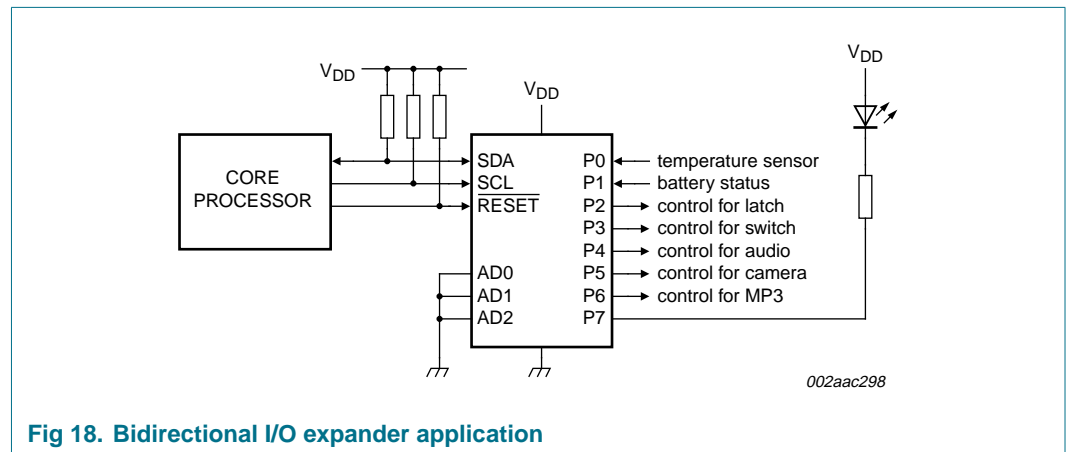 VDD
VDD
VDD
CORE
PROCESSOR
SDA
SCL
RESET
AD0
AD1
AD2
P0
P1
P2
P3
P4
P5
P6
P7
temperature sensor
battery status
control for latch
control for switch
control for audio
control for camera
control for MP3
002aac298
Fig 18. Bidirectional I/O expander application